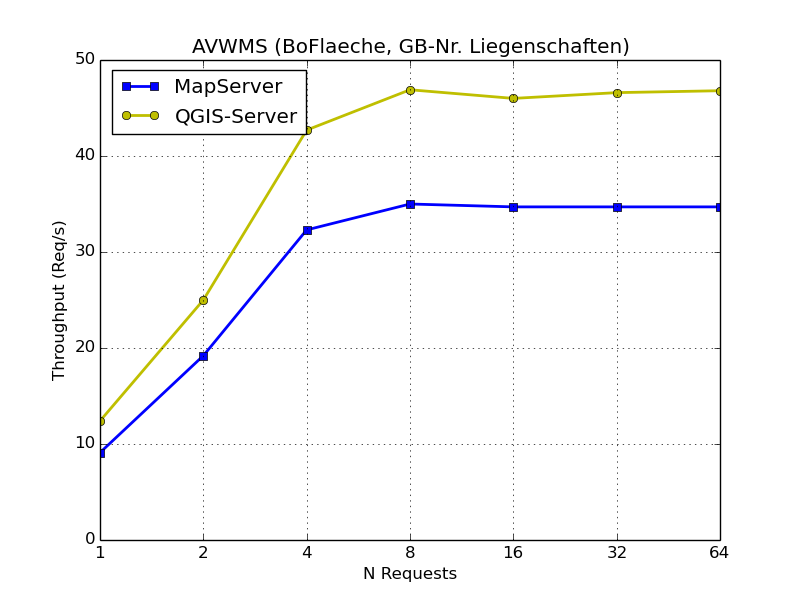 AVWMS (BoFlaeche, GB-Nr. Liegenschaften)
MapServer
QGIS-Server
Throughput (Req/s)
50
40
30
20
10
0
1 2 4 8 16 32 64
N Requests